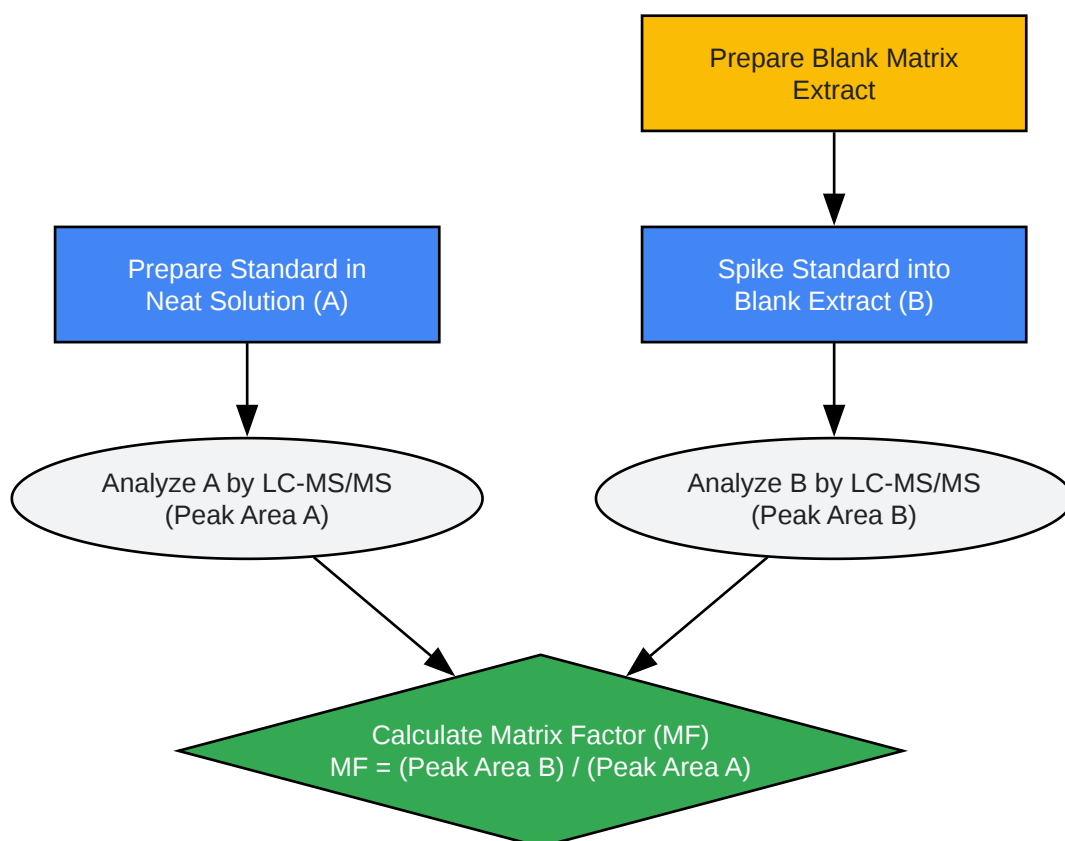 Prepare Blank Matrix
Extract
Prepare Standard in
Neat Solution (A)
Spike Standard into
Blank Extract (B)
Analyze A by LC-MS/MS
(Peak Area A)
Analyze B by LC-MS/MS
(Peak Area B)
Calculate Matrix Factor (MF)
MF = (Peak Area B) / (Peak Area A)